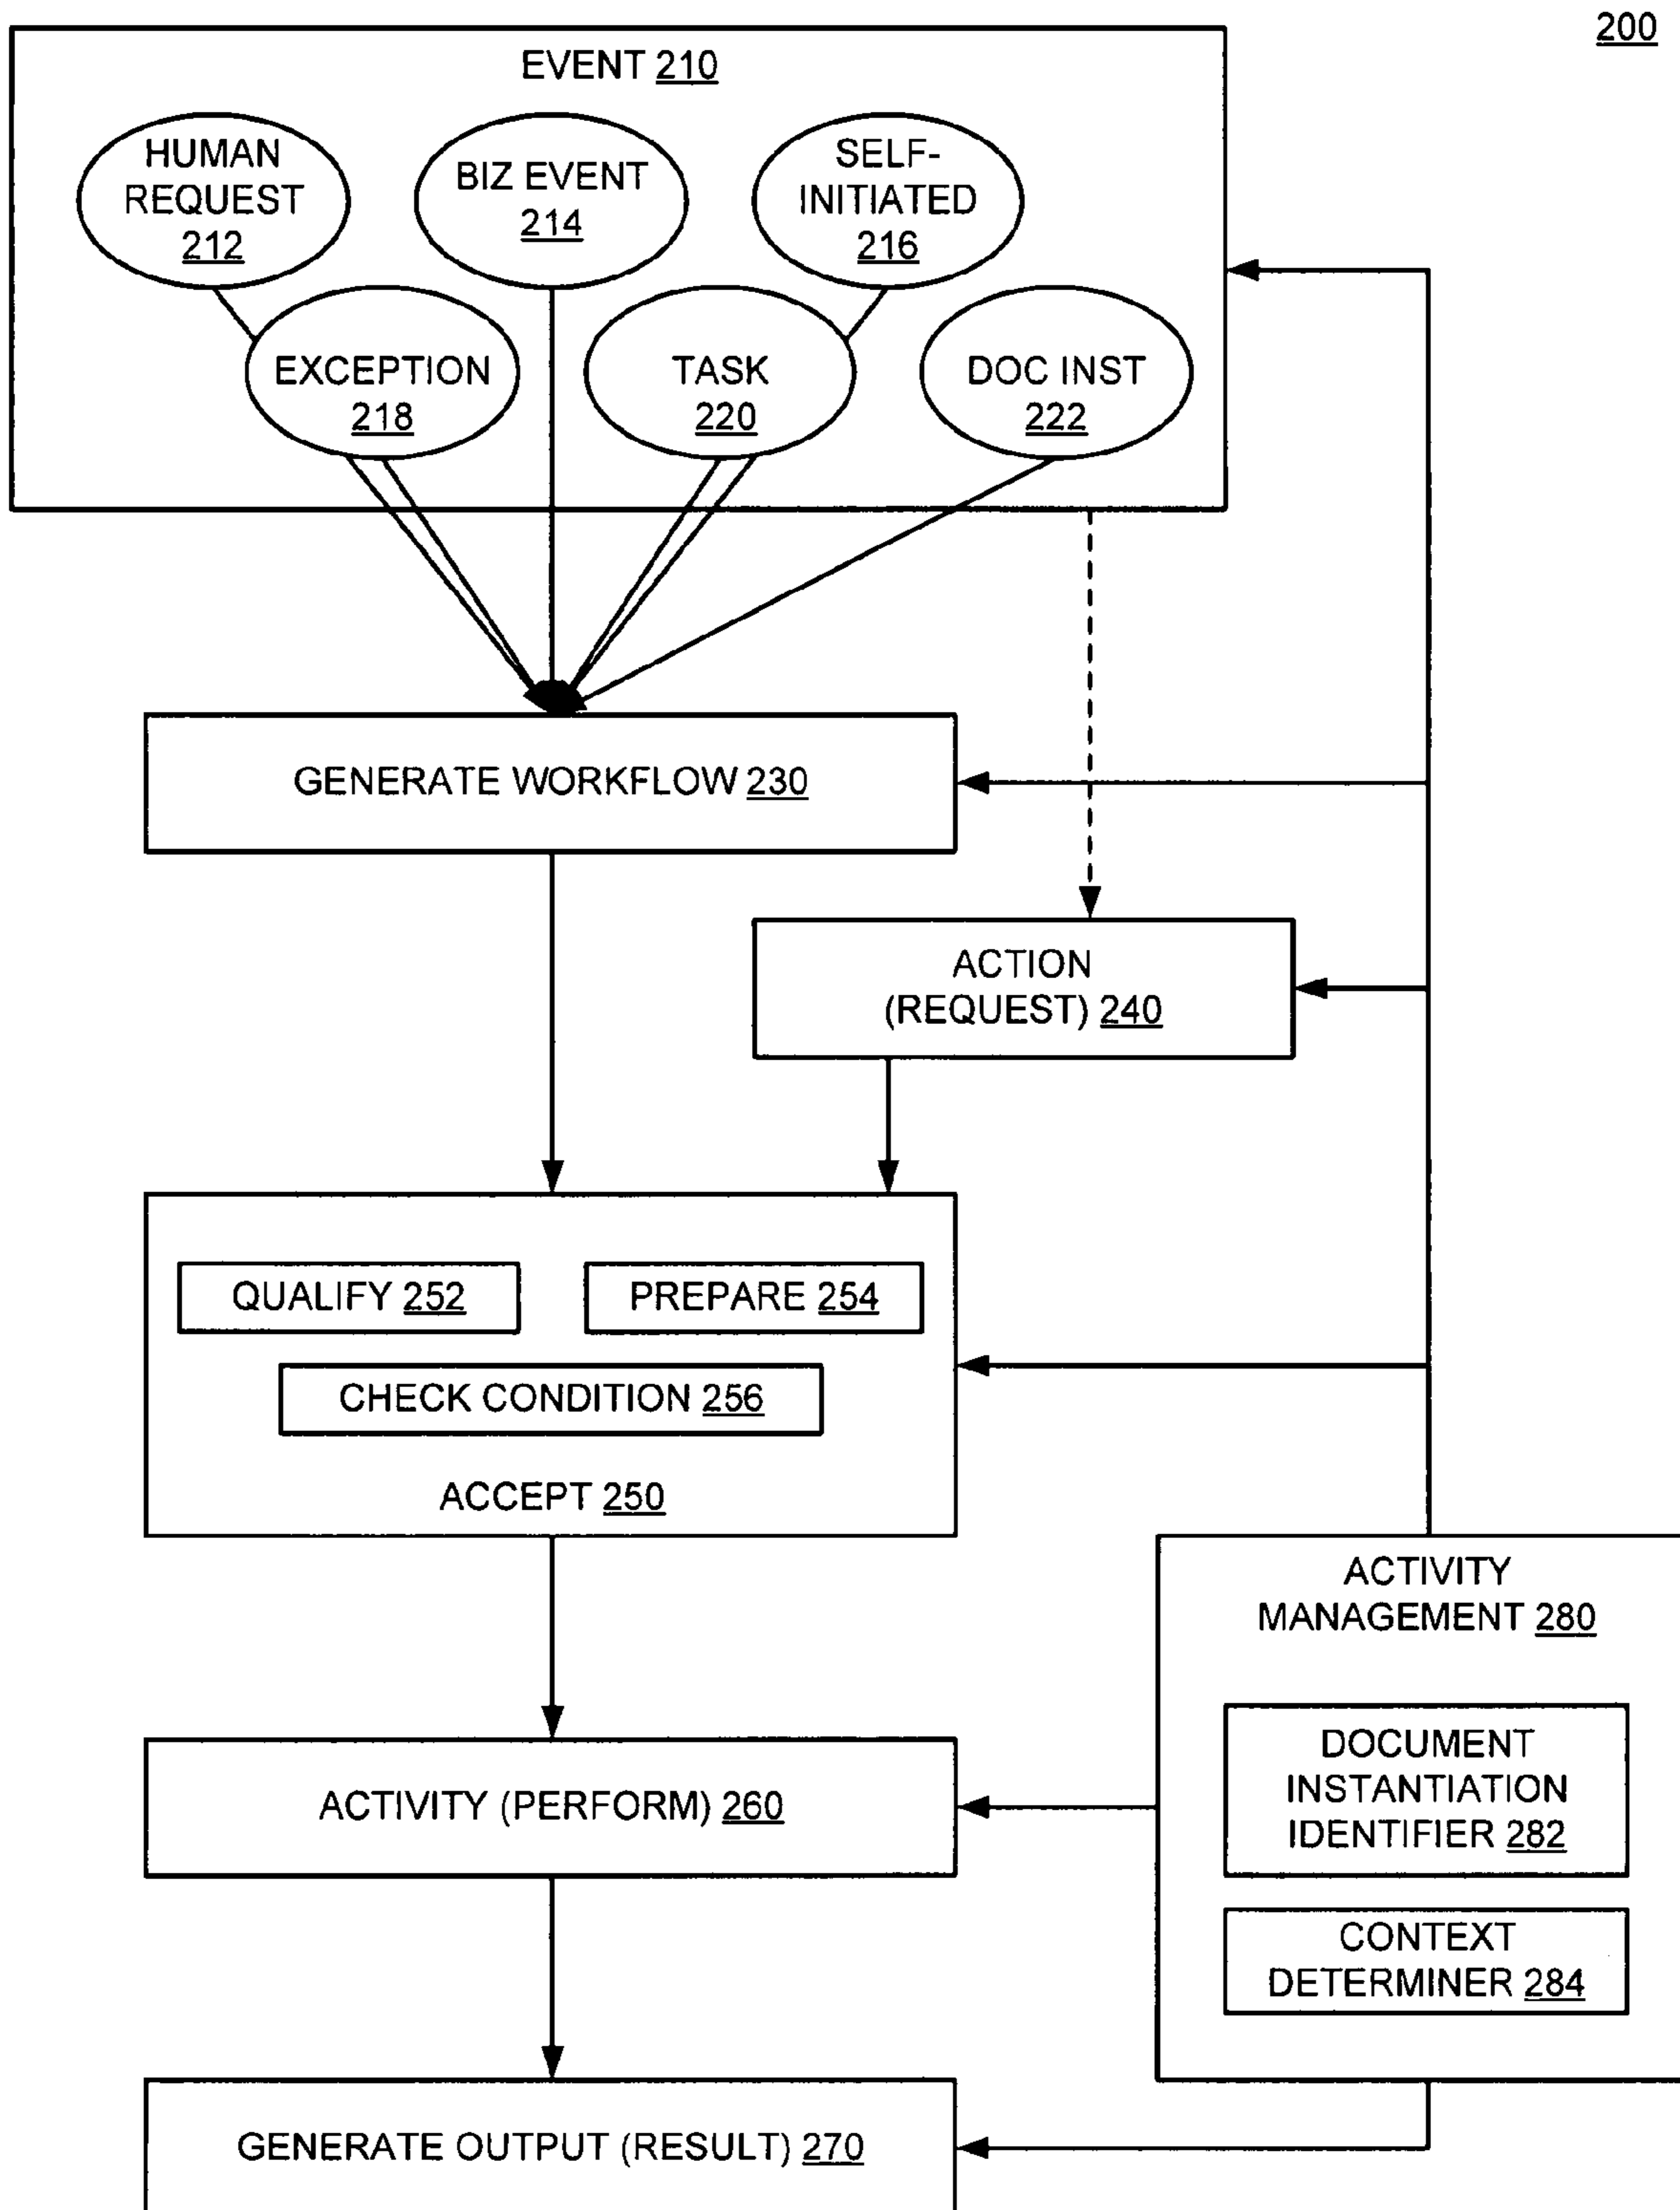 200
EVENT 210
HUMAN
REQUEST
212
BIZ EVENT
214
SELF-
INITIATED
216
EXCEPTION
218
TASK
220
DOC INST
222
GENERATE WORKFLOW 230
ACTION
(REQUEST) 240
QUALIFY 252
PREPARE 254
CHECK CONDITION 256
ACCEPT 250
ACTIVITY
MANAGEMENT 280
DOCUMENT
INSTANTIATION
IDENTIFIER 282
ACTIVITY (PERFORM) 260
CONTEXT
DETERMINER 284
GENERATE OUTPUT (RESULT) 270